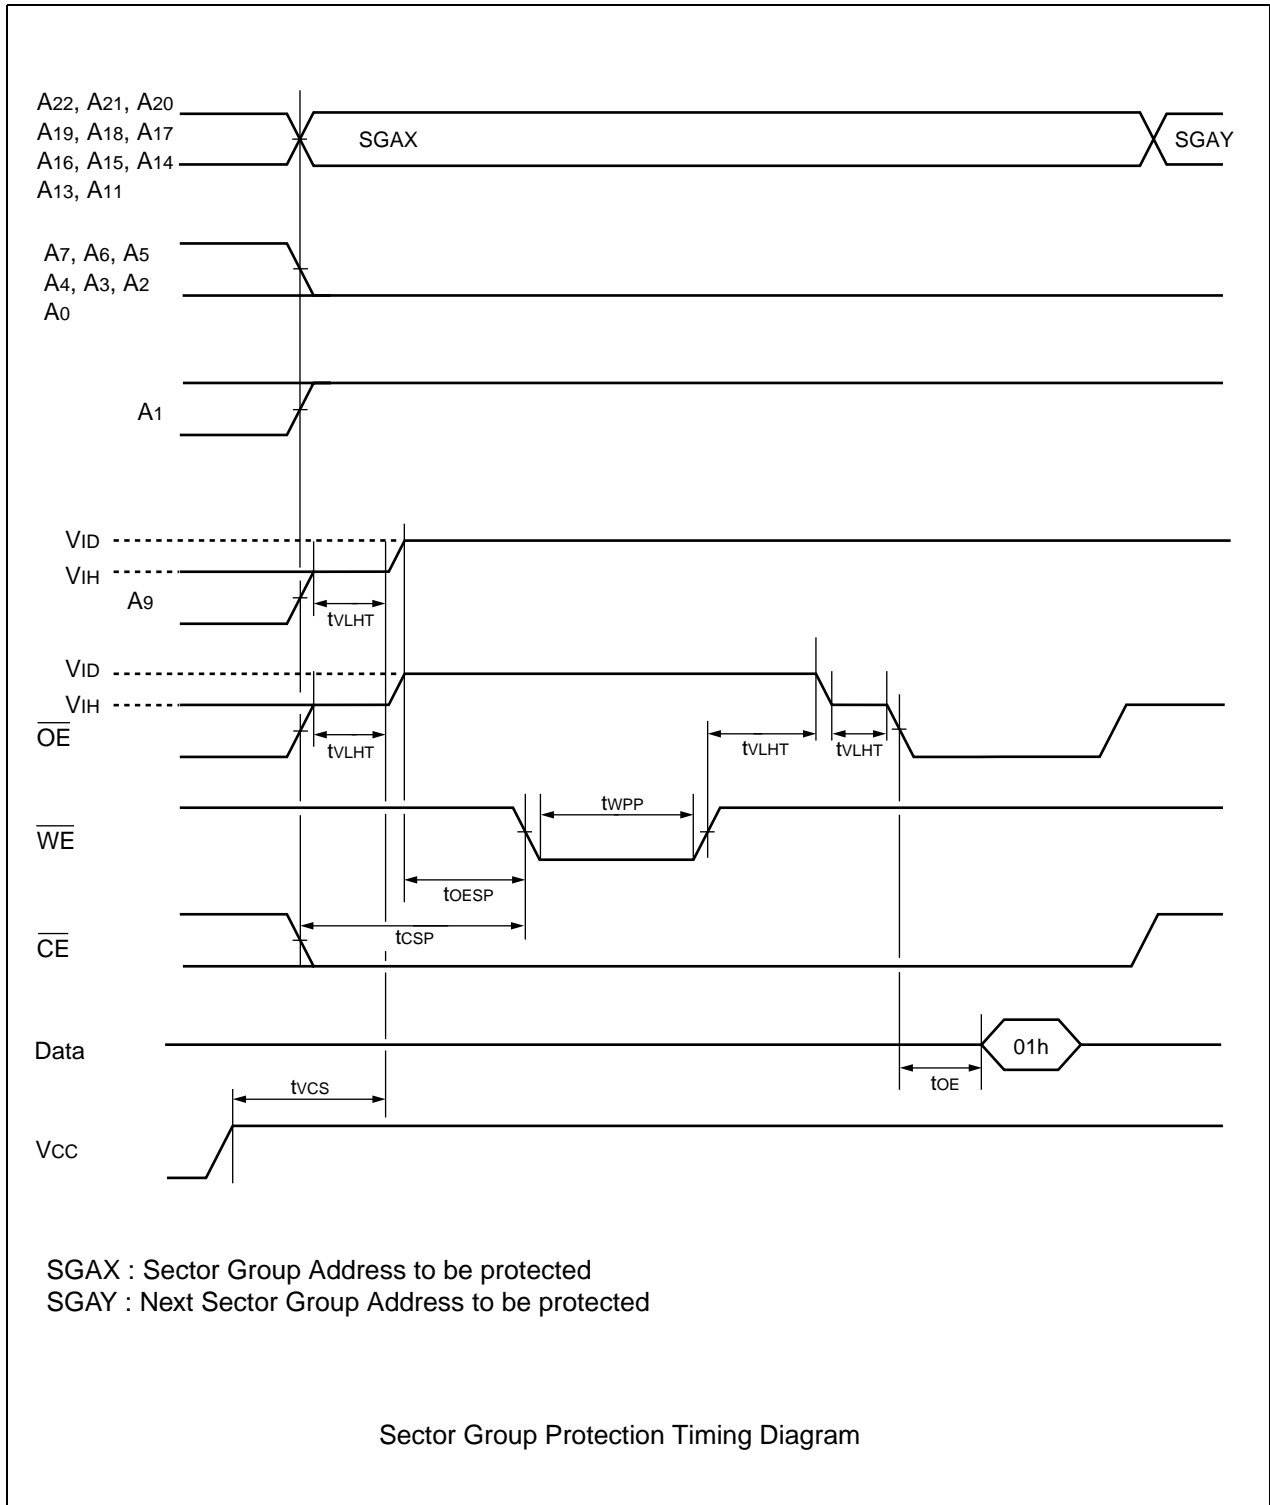 A22, A21, A20
A19, A18, A17
A16, A15, A14
A13, A11
SGAX
SGAY
A7, A6, A5
A4, A3, A2
A0
A1
VID
VIH
A9
tVLHT
VID
VIH
OE
tVLHT
tVLHT
tVLHT
WE
tWPP
tOESP
CE
tCSP
Data
01h
tOE
tVCS
VCC
SGAX : Sector Group Address to be protected
SGAY : Next Sector Group Address to be protected
Sector Group Protection Timing Diagram